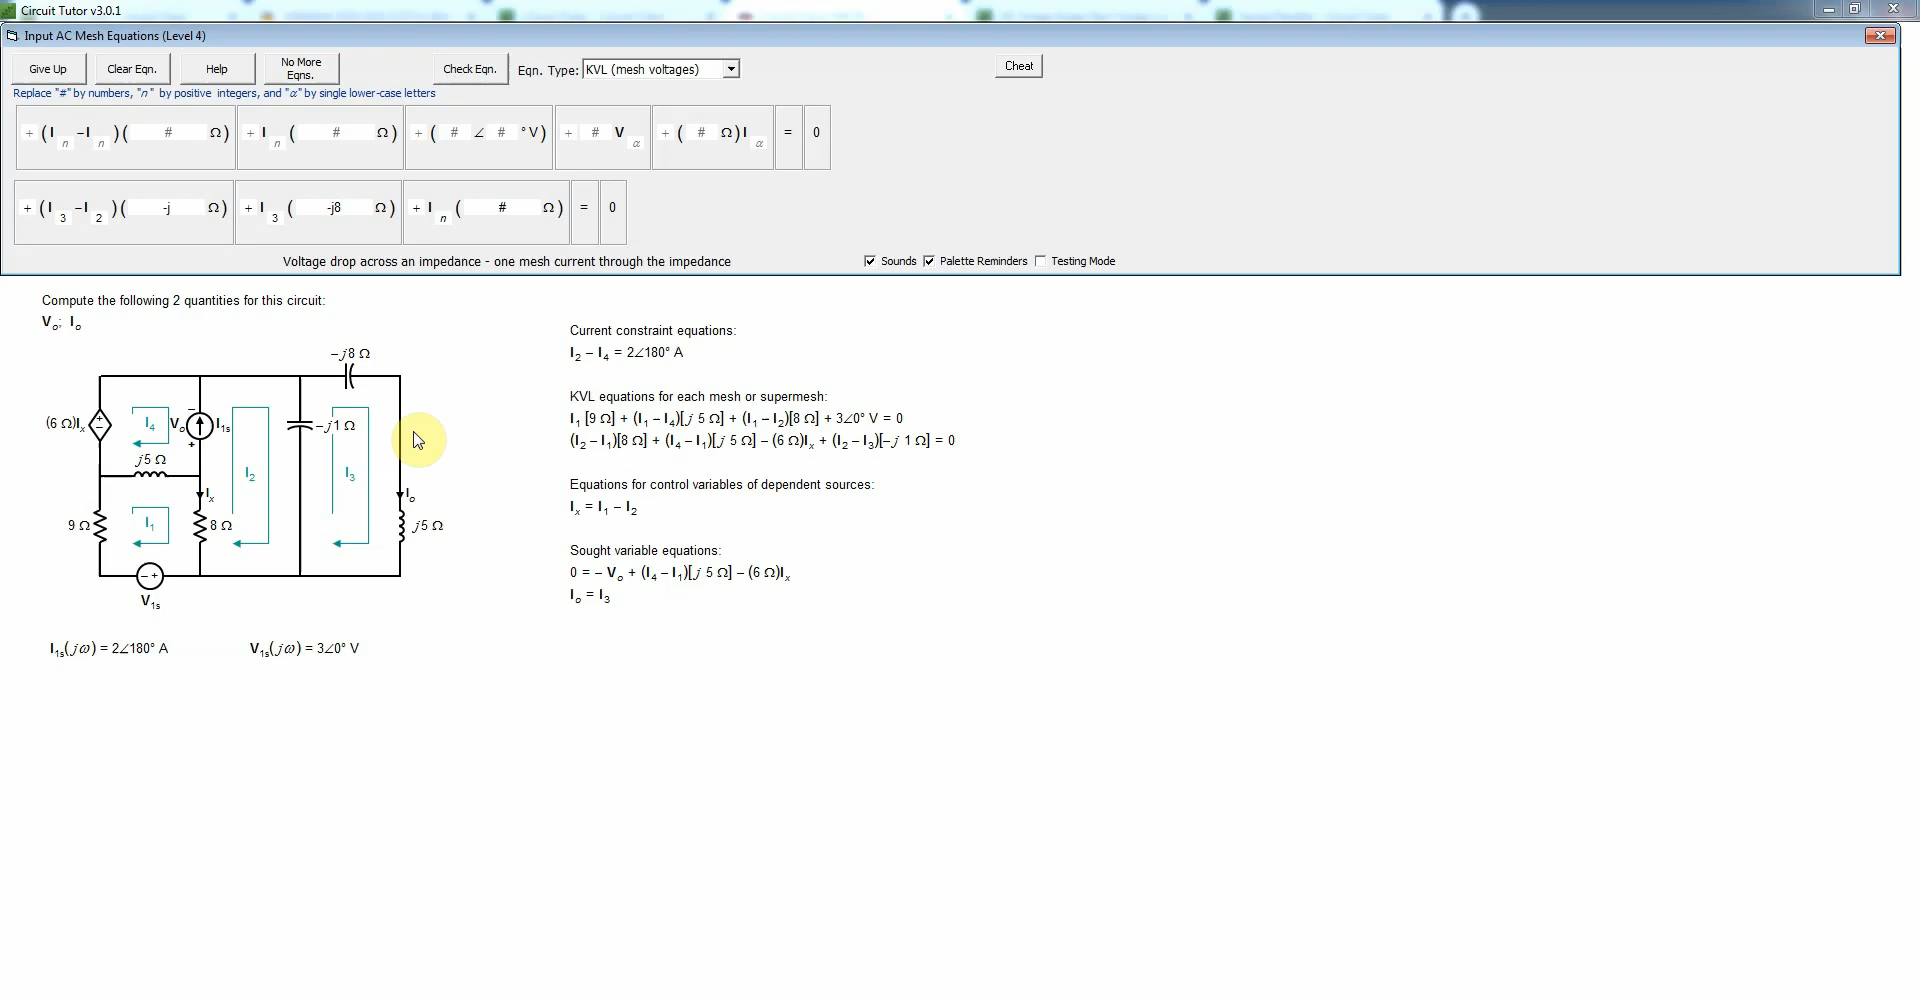 Circuit Tutor v3.0.1
Input AC Mesh Equations (Level 4)
Give Up
Clear Eqn.
Help
No More
Eqns.
Check Eqn.
Eqn. Type: KVL (mesh voltages)
Cheat
Replace "#" by numbers, "n" by positive integers, and "α" by single lower-case letters
+ (I n −I n )( # Ω) + I n ( # Ω) + ( # ∠ # °V) + # V α + ( # Ω)I α = 0
+ (I 3 −I 2 )( -j Ω) + I 3 ( -j8 Ω) + I n ( # Ω) = 0
Voltage drop across an impedance - one mesh current through the impedance
Sounds
Palette Reminders
Testing Mode
Compute the following 2 quantities for this circuit:
Vo; Io
−j8 Ω
(6 Ω)Ix
+
−
I4
Vo
−
+
I1s
−j1 Ω
j5 Ω
I2
I3
Ix
Io
9 Ω
I1
8 Ω
j5 Ω
− +
V1s
I1s(jω) = 2∠180° A
V1s(jω) = 3∠0° V
Current constraint equations:
I2 − I4 = 2∠180° A
KVL equations for each mesh or supermesh:
I1 [9 Ω] + (I1 − I4)[j 5 Ω] + (I1 − I2)[8 Ω] + 3∠0° V = 0
(I2 − I1)[8 Ω] + (I4 − I1)[j 5 Ω] − (6 Ω)Ix + (I2 − I3)[−j 1 Ω] = 0
Equations for control variables of dependent sources:
Ix = I1 − I2
Sought variable equations:
0 = − Vo + (I4 − I1)[j 5 Ω] − (6 Ω)Ix
Io = I3